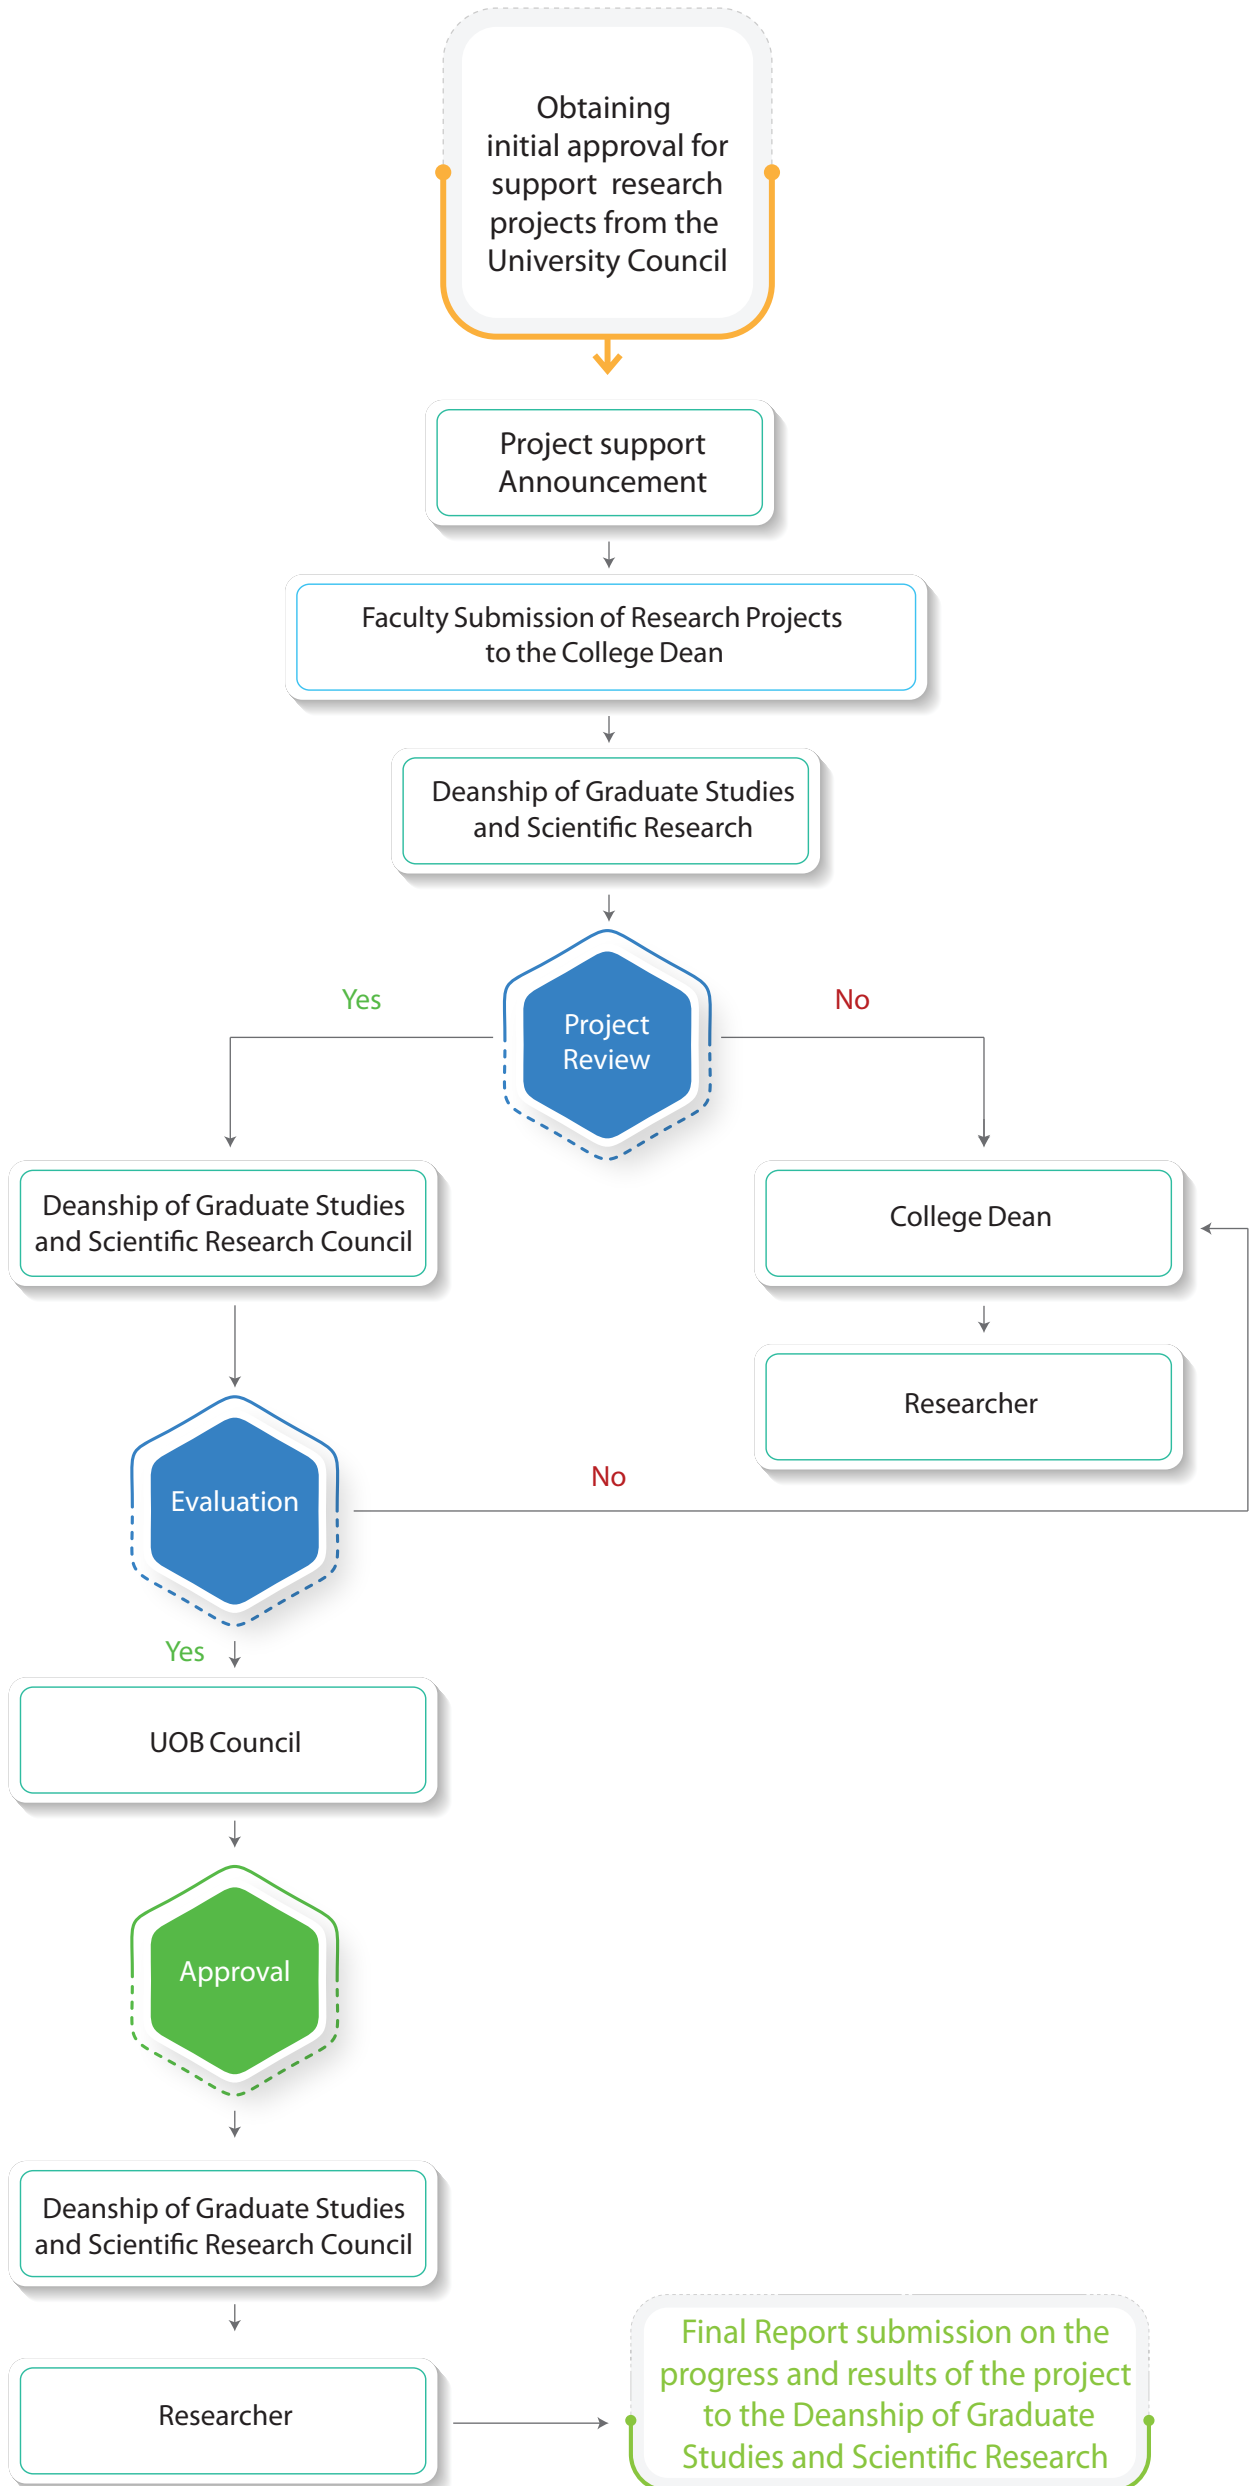 Obtaining
initial approval for
support research
projects from the
University Council
Project support
Announcement
Faculty Submission of Research Projects
to the College Dean
Deanship of Graduate Studies
and Scientific Research
Yes
No
Project
Review
Deanship of Graduate Studies
and Scientific Research Council
College Dean
Researcher
No
Evaluation
Yes
UOB Council
Approval
Deanship of Graduate Studies
and Scientific Research Council
Researcher
Final Report submission on the
progress and results of the project
to the Deanship of Graduate
Studies and Scientific Research